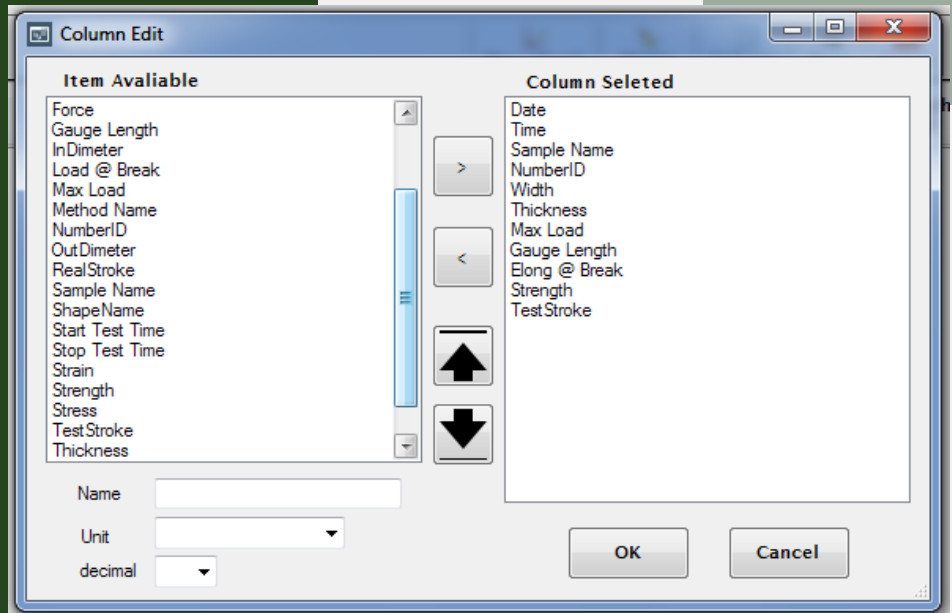 Column Edit
Item Avaliable
Force
Gauge Length
InDimeter
Load @ Break
Max Load
Method Name
NumberID
OutDimeter
RealStroke
Sample Name
ShapeName
Start Test Time
Stop Test Time
Strain
Strength
Stress
TestStroke
Thickness
>
<
Column Seleted
Date
Time
Sample Name
NumberID
Width
Thickness
Max Load
Gauge Length
Elong @ Break
Strength
TestStroke
Name
Unit
decimal
OK
Cancel